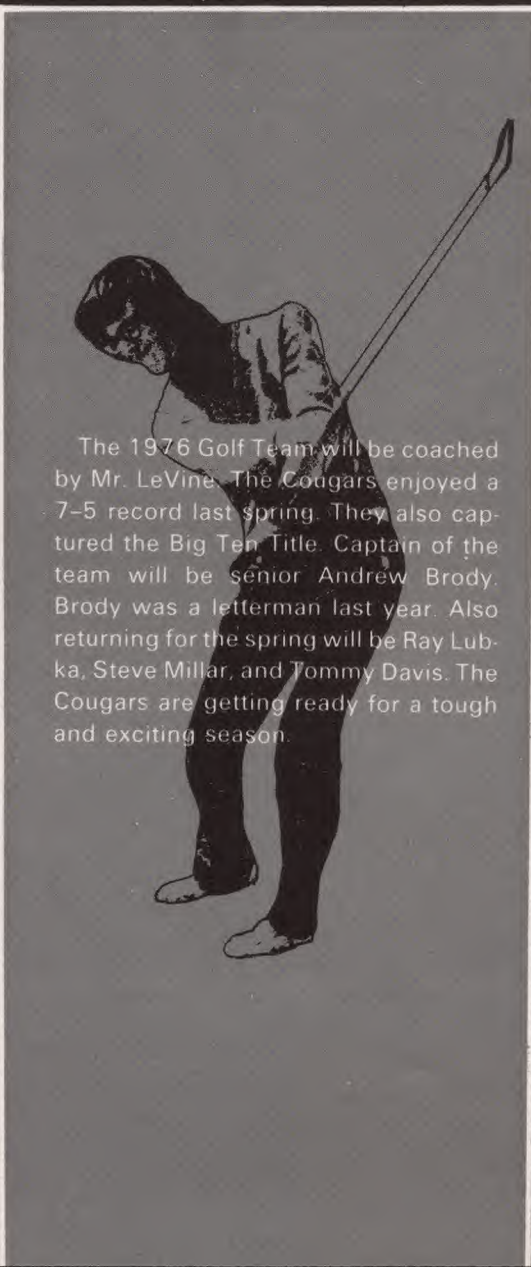 The 1976 Golf Team will be coached
by Mr. LeVine. The Cougars enjoyed a
7-5 record last spring. They also cap-
tured the Big Ten Title. Captain of the
team will be senior Andrew Brody.
Brody was a letterman last year. Also
returning for the spring will be Ray Lub-
ka, Steve Millar, and Tommy Davis. The
Cougars are getting ready for a tough
and exciting season.